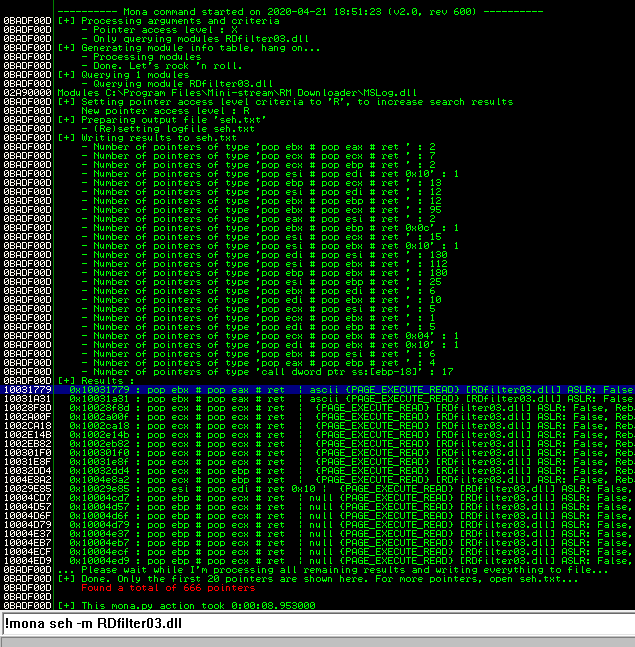 ---------- Mona command started on 2020-04-21 18:51:23 (v2.0, rev 600) ----------
0BADF00D [+] Processing arguments and criteria
0BADF00D - Pointer access level : X
0BADF00D - Only querying modules RDfilter03.dll
0BADF00D [+] Generating module info table, hang on...
0BADF00D - Processing modules
0BADF00D - Done. Let's rock 'n roll.
0BADF00D [+] Querying 1 modules
0BADF00D - Querying module RDfilter03.dll
02A90000 Modules C:\Program Files\Mini-stream\RM Downloader\MSLog.dll
0BADF00D [+] Setting pointer access level criteria to 'R', to increase search results
0BADF00D New pointer access level : R
0BADF00D [+] Preparing output file 'seh.txt'
0BADF00D - (Re)setting logfile seh.txt
0BADF00D [+] Writing results to seh.txt
0BADF00D - Number of pointers of type 'pop ebx # pop eax # ret ' : 2
0BADF00D - Number of pointers of type 'pop ecx # pop ecx # ret ' : 7
0BADF00D - Number of pointers of type 'pop ecx # pop ebp # ret ' : 2
0BADF00D - Number of pointers of type 'pop esi # pop edi # ret 0x10' : 1
0BADF00D - Number of pointers of type 'pop ebp # pop ecx # ret ' : 13
0BADF00D - Number of pointers of type 'pop esi # pop edi # ret ' : 12
0BADF00D - Number of pointers of type 'pop ebx # pop ebp # ret ' : 12
0BADF00D - Number of pointers of type 'pop ebx # pop ecx # ret ' : 95
0BADF00D - Number of pointers of type 'pop eax # pop esi # ret ' : 2
0BADF00D - Number of pointers of type 'pop ecx # pop ebp # ret 0x0c' : 1
0BADF00D - Number of pointers of type 'pop esi # pop ecx # ret ' : 15
0BADF00D - Number of pointers of type 'pop esi # pop ebx # ret 0x10' : 1
0BADF00D - Number of pointers of type 'pop edi # pop esi # ret ' : 130
0BADF00D - Number of pointers of type 'pop esi # pop ebx # ret ' : 112
0BADF00D - Number of pointers of type 'pop ebp # pop ebx # ret ' : 180
0BADF00D - Number of pointers of type 'pop esi # pop ebp # ret ' : 25
0BADF00D - Number of pointers of type 'pop ebx # pop edi # ret ' : 6
0BADF00D - Number of pointers of type 'pop edi # pop ebx # ret ' : 10
0BADF00D - Number of pointers of type 'pop ebx # pop esi # ret ' : 5
0BADF00D - Number of pointers of type 'pop ecx # pop ecx # ret ' : 1
0BADF00D - Number of pointers of type 'pop edi # pop ebp # ret ' : 5
0BADF00D - Number of pointers of type 'pop ecx # pop ebx # ret 0x04' : 1
0BADF00D - Number of pointers of type 'pop edi # pop ebx # ret 0x10' : 1
0BADF00D - Number of pointers of type 'pop ecx # pop esi # ret ' : 6
0BADF00D - Number of pointers of type 'pop eax # pop ebp # ret ' : 4
0BADF00D - Number of pointers of type 'call dword ptr ss:[ebp-18]' : 17
0BADF00D [+] Results :
10031779 0x10031779 : pop ebx # pop eax # ret | ascii {PAGE_EXECUTE_READ} [RDfilter03.dll] ASLR: False
10031A31 0x10031a31 : pop ebx # pop eax # ret | ascii {PAGE_EXECUTE_READ} [RDfilter03.dll] ASLR: False
10028F8D 0x10028f8d : pop ecx # pop ecx # ret | {PAGE_EXECUTE_READ} [RDfilter03.dll] ASLR: False, Reb
1002A00F 0x1002a00f : pop ecx # pop ecx # ret | {PAGE_EXECUTE_READ} [RDfilter03.dll] ASLR: False, Reb
1002CA18 0x1002ca18 : pop ecx # pop ecx # ret | {PAGE_EXECUTE_READ} [RDfilter03.dll] ASLR: False, Reb
1002E14B 0x1002e14b : pop ecx # pop ecx # ret | {PAGE_EXECUTE_READ} [RDfilter03.dll] ASLR: False, Reb
1002EB82 0x1002eb82 : pop ecx # pop ecx # ret | {PAGE_EXECUTE_READ} [RDfilter03.dll] ASLR: False, Reb
100301F0 0x100301f0 : pop ecx # pop ecx # ret | {PAGE_EXECUTE_READ} [RDfilter03.dll] ASLR: False, Reb
10031E8F 0x10031e8f : pop ecx # pop ecx # ret | {PAGE_EXECUTE_READ} [RDfilter03.dll] ASLR: False, Reb
10032DD4 0x10032dd4 : pop ecx # pop ebp # ret | {PAGE_EXECUTE_READ} [RDfilter03.dll] ASLR: False, Reb
1004E8A2 0x1004e8a2 : pop ecx # pop ebp # ret | {PAGE_EXECUTE_READ} [RDfilter03.dll] ASLR: False, Reb
10029E85 0x10029e85 : pop esi # pop edi # ret 0x10 | {PAGE_EXECUTE_READ} [RDfilter03.dll] ASLR: False,
10004CD7 0x10004cd7 : pop ebp # pop ecx # ret | null {PAGE_EXECUTE_READ} [RDfilter03.dll] ASLR: False,
10004D57 0x10004d57 : pop ebp # pop ecx # ret | null {PAGE_EXECUTE_READ} [RDfilter03.dll] ASLR: False,
10004D6F 0x10004d6f : pop ebp # pop ecx # ret | null {PAGE_EXECUTE_READ} [RDfilter03.dll] ASLR: False,
10004D79 0x10004d79 : pop ebp # pop ecx # ret | null {PAGE_EXECUTE_READ} [RDfilter03.dll] ASLR: False,
10004E37 0x10004e37 : pop ebp # pop ecx # ret | null {PAGE_EXECUTE_READ} [RDfilter03.dll] ASLR: False,
10004EB7 0x10004eb7 : pop ebp # pop ecx # ret | null {PAGE_EXECUTE_READ} [RDfilter03.dll] ASLR: False,
10004ECF 0x10004ecf : pop ebp # pop ecx # ret | null {PAGE_EXECUTE_READ} [RDfilter03.dll] ASLR: False,
10004ED9 0x10004ed9 : pop ebp # pop ecx # ret | null {PAGE_EXECUTE_READ} [RDfilter03.dll] ASLR: False,
0BADF00D ... Please wait while I'm processing all remaining results and writing everything to file...
0BADF00D [+] Done. Only the first 20 pointers are shown here. For more pointers, open seh.txt...
0BADF00D Found a total of 666 pointers
0BADF00D
0BADF00D [+] This mona.py action took 0:00:08.953000
!mona seh -m RDfilter03.dll